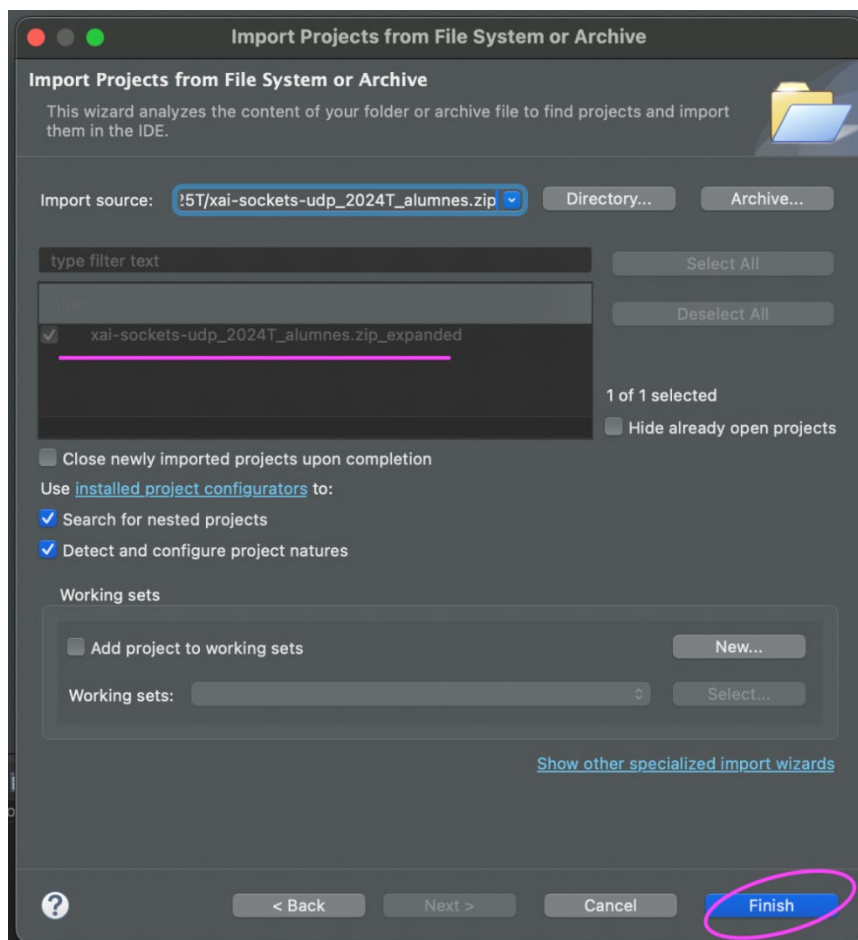 Import Projects from File System or Archive
Import Projects from File System or Archive
This wizard analyzes the content of your folder or archive file to find projects and import
them in the IDE.
Import source: !5T/xai-sockets-udp_2024T_alumnes.zip Directory... Archive...
type filter text Select All
Deselect All
xai-sockets-udp_2024T_alumnes.zip_expanded
1 of 1 selected
Hide already open projects
Close newly imported projects upon completion
Use installed project configurators to:
Search for nested projects
Detect and configure project natures
Working sets
Add project to working sets New...
Working sets: Select...
Show other specialized import wizards
? < Back Next > Cancel Finish